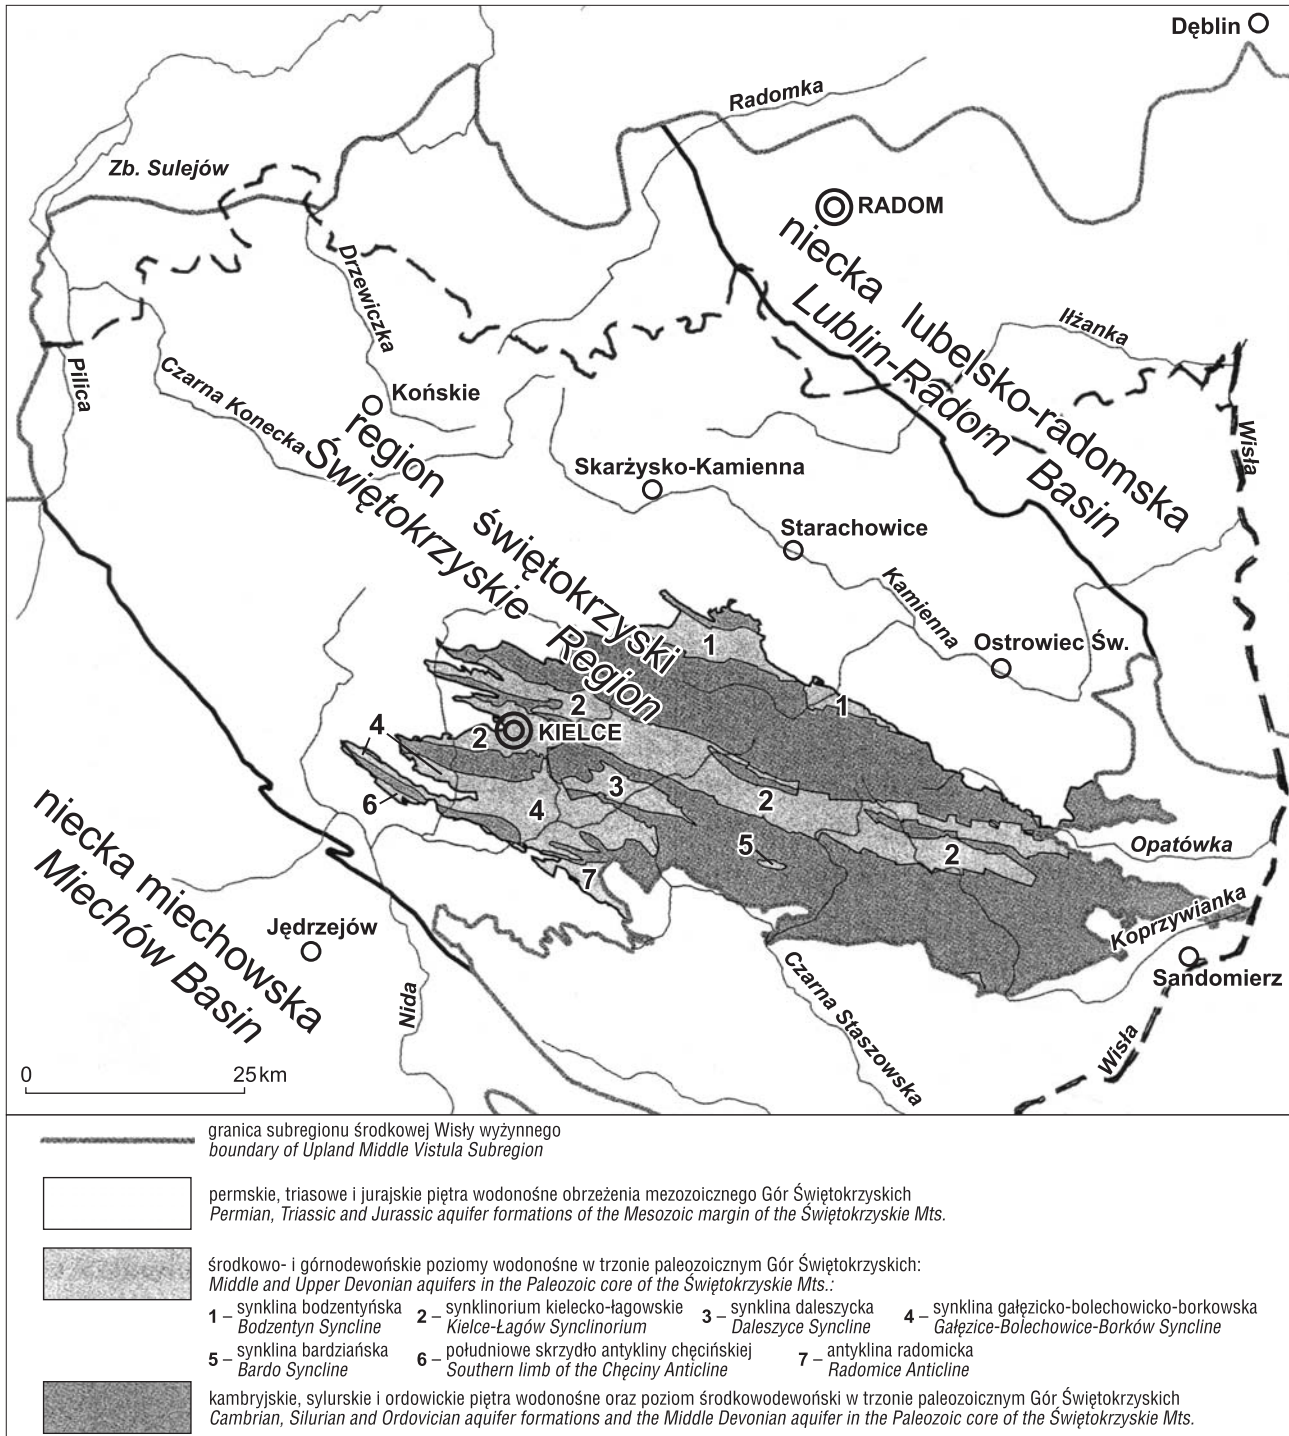 Dęblin
Radomka
Zb. Sulejów
RADOM
niecka lubelsko-radomska
Lublin-Radom Basin
Drzewiczka
Iłżanka
Pilica
Czarna Konecka
Końskie
Wisła
region świętokrzyski
Świętokrzyskie Region
Skarżysko-Kamienna
Starachowice
Kamienna
Ostrowiec Św.
1
1
2
KIELCE
2
4
3
2
6
4
5
2
7
Opatówka
Koprzywianka
niecka miechowska
Miechów Basin
Jędrzejów
Sandomierz
Nida
Czarna Staszowska
Wisła
0 25 km
granica subregionu środkowej Wisły wyżynnego
boundary of Upland Middle Vistula Subregion
permskie, triasowe i jurajskie piętra wodonośne obrzeżenia mezozoicznego Gór Świętokrzyskich
Permian, Triassic and Jurassic aquifer formations of the Mesozoic margin of the Świętokrzyskie Mts.
środkowo- i górnodewońskie poziomy wodonośne w trzonie paleozoicznym Gór Świętokrzyskich:
Middle and Upper Devonian aquifers in the Paleozoic core of the Świętokrzyskie Mts.:
1 – synklina bodzentyńska
Bodzentyn Syncline
2 – synklinorium kielecko-łagowskie
Kielce-Łagów Synclinorium
3 – synklina daleszycka
Daleszyce Syncline
4 – synklina gałęzicko-bolechowicko-borkowska
Gałęzice-Bolechowice-Borków Syncline
5 – synklina bardziańska
Bardo Syncline
6 – południowe skrzydło antykliny chęcińskiej
Southern limb of the Chęciny Anticline
7 – antyklina radomicka
Radomice Anticline
kambryjskie, sylurskie i ordowickie piętra wodonośne oraz poziom środkowodewoński w trzonie paleozoicznym Gór Świętokrzyskich
Cambrian, Silurian and Ordovician aquifer formations and the Middle Devonian aquifer in the Paleozoic core of the Świętokrzyskie Mts.